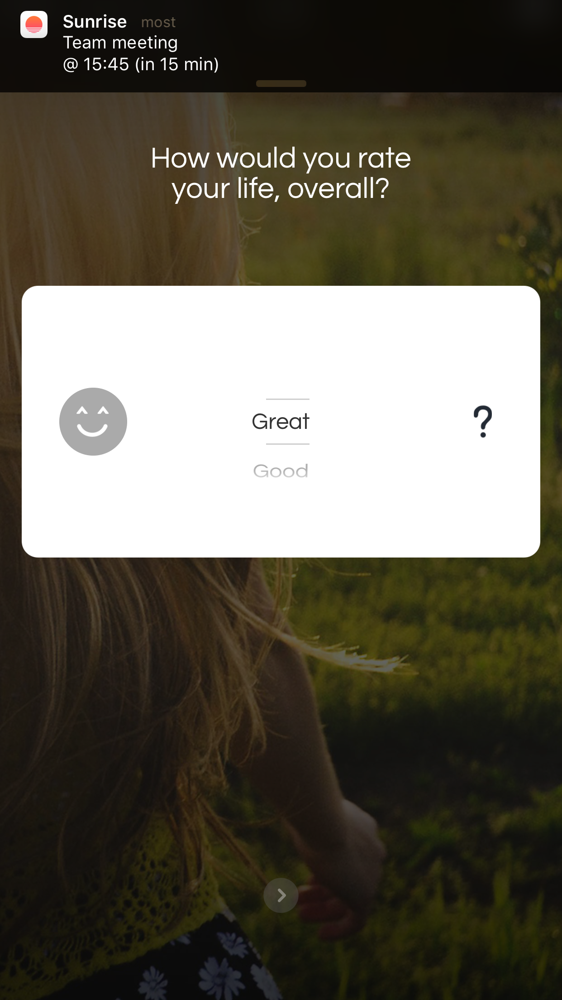 Sunrise most
Team meeting
@ 15:45 (in 15 min)
How would you rate
your life, overall?
Great
?
Good